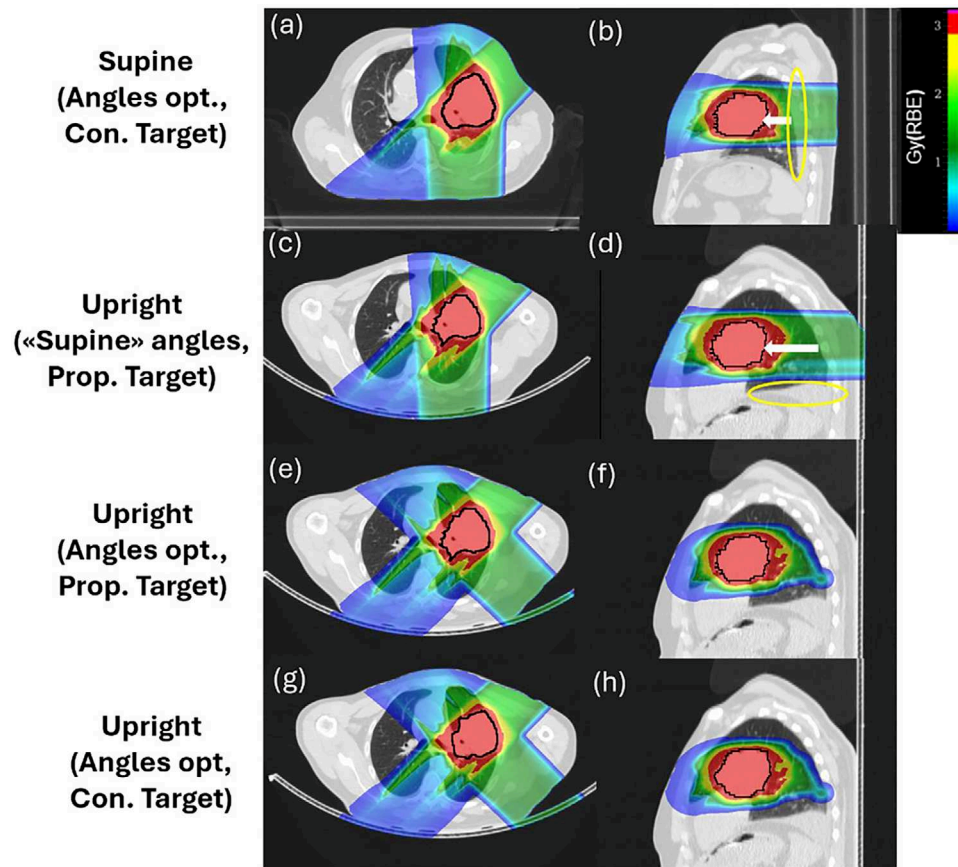 Supine
(Angles opt.,
Con. Target)
(a)
(b)
Gy(RBE)
3
2
1
Upright
(«Supine» angles,
Prop. Target)
(c)
(d)
Upright
(Angles opt.,
Prop. Target)
(e)
(f)
Upright
(Angles opt,
Con. Target)
(g)
(h)